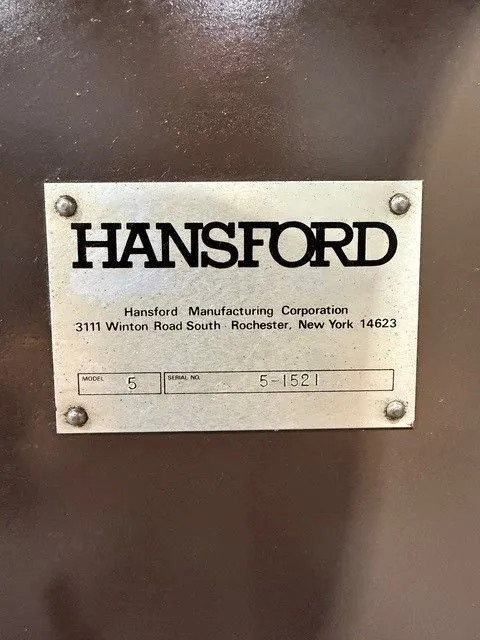 HANSFORD
Hansford Manufacturing Corporation
3111 Winton Road South · Rochester, New York 14623
MODEL 5 SERIAL NO. 5-1521